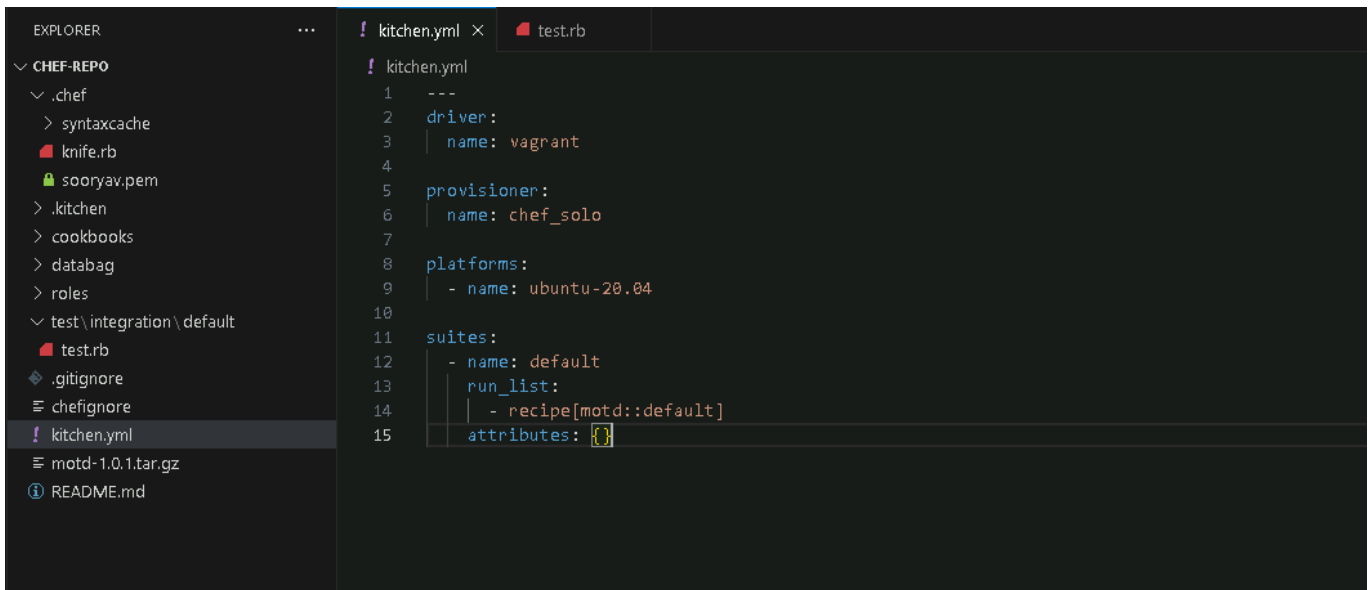 EXPLORER ...
CHEF-REPO
.chef
syntaxcache
knife.rb
sooryav.pem
.kitchen
cookbooks
databag
roles
test\integration\default
test.rb
.gitignore
chefignore
! kitchen.yml
motd-1.0.1.tar.gz
README.md
! kitchen.yml × test.rb
! kitchen.yml
1 ---
2 driver:
3 name: vagrant
4
5 provisioner:
6 name: chef_solo
7
8 platforms:
9 - name: ubuntu-20.04
10
11 suites:
12 - name: default
13 run_list:
14 - recipe[motd::default]
15 attributes: {}